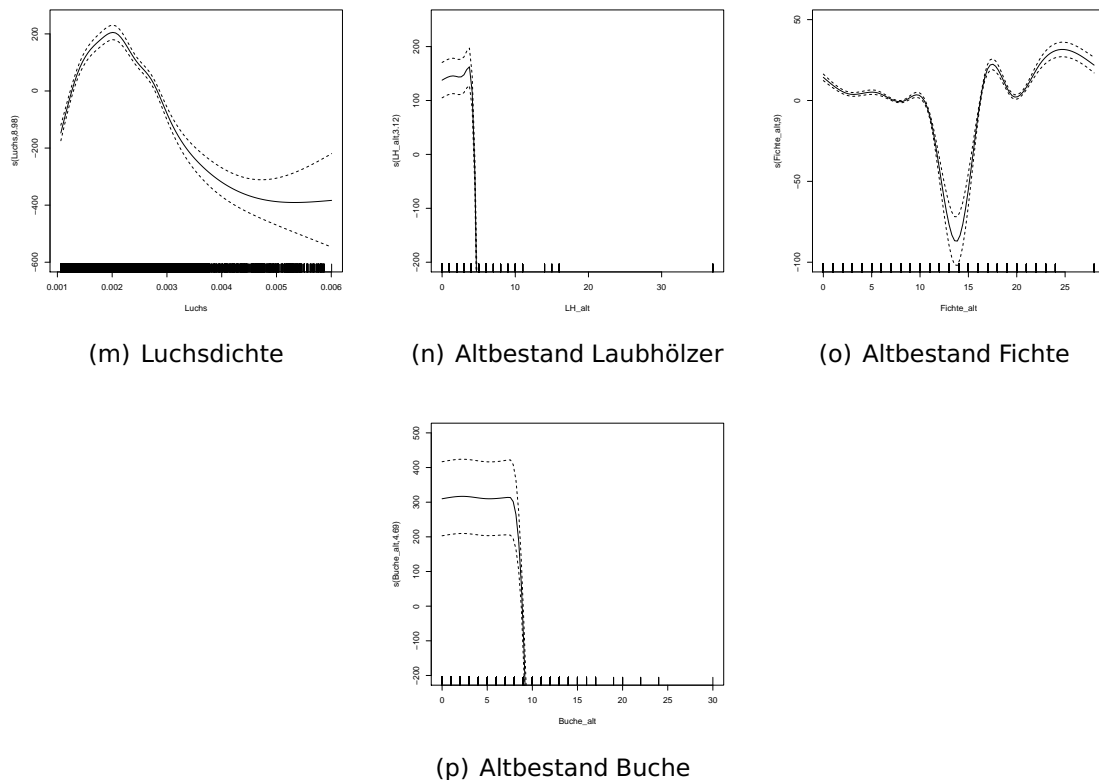 s(Luchs,8.98)
200
0
−200
−400
−600
0.001 0.002 0.003 0.004 0.005 0.006
Luchs
(m) Luchsdichte
s(LH_alt,3.12)
200
100
0
−100
−200
0 10 20 30
LH_alt
(n) Altbestand Laubhölzer
s(Fichte_alt,9)
50
0
−50
−100
0 5 10 15 20 25
Fichte_alt
(o) Altbestand Fichte
s(Buche_alt,4.69)
500
400
300
200
100
0
−100
−200
0 5 10 15 20 25 30
Buche_alt
(p) Altbestand Buche